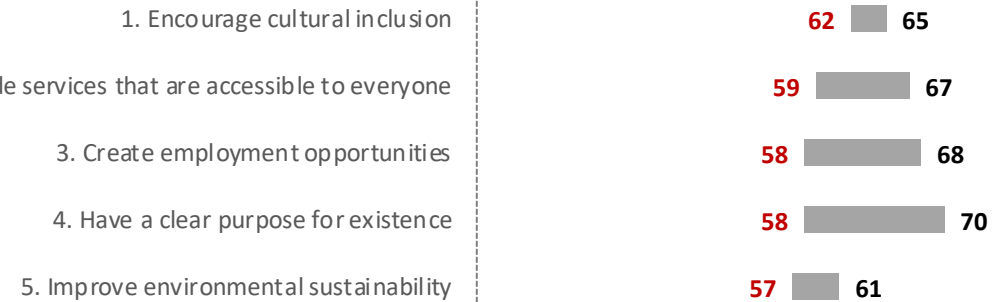 1. Encourage cultural inclusion 62 65
services that are accessible to everyone 59 67
3. Create employment opportunities 58 68
4. Have a clear purpose for existence 58 70
5. Improve environmental sustainability 57 61